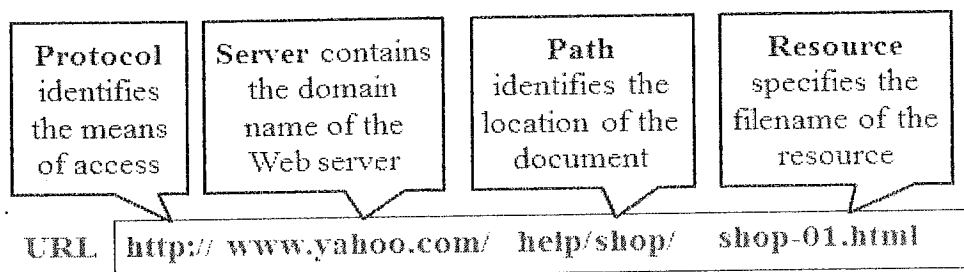 Protocol
identifies
the means
of access
Server contains
the domain
name of the
Web server
Path
identifies the
location of the
document
Resource
specifies the
filename of the
resource
URL http:// www.yahoo.com/ help/shop/ shop-01.html